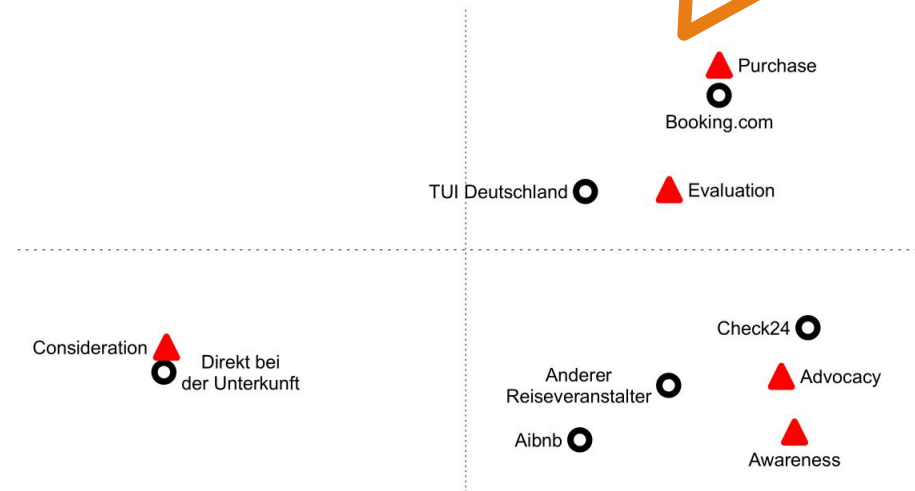 Purchase
Booking.com
TUI Deutschland
Evaluation
Check24
Consideration
Direkt bei
der Unterkunft
Anderer
Reiseveranstalter
Advocacy
Aibnb
Awareness